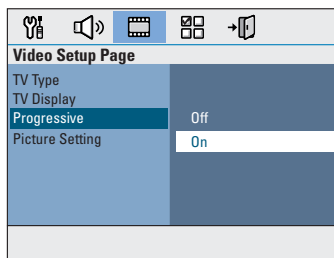 Video Setup Page
TV Type
TV Display
Progressive
Off
Picture Setting
On